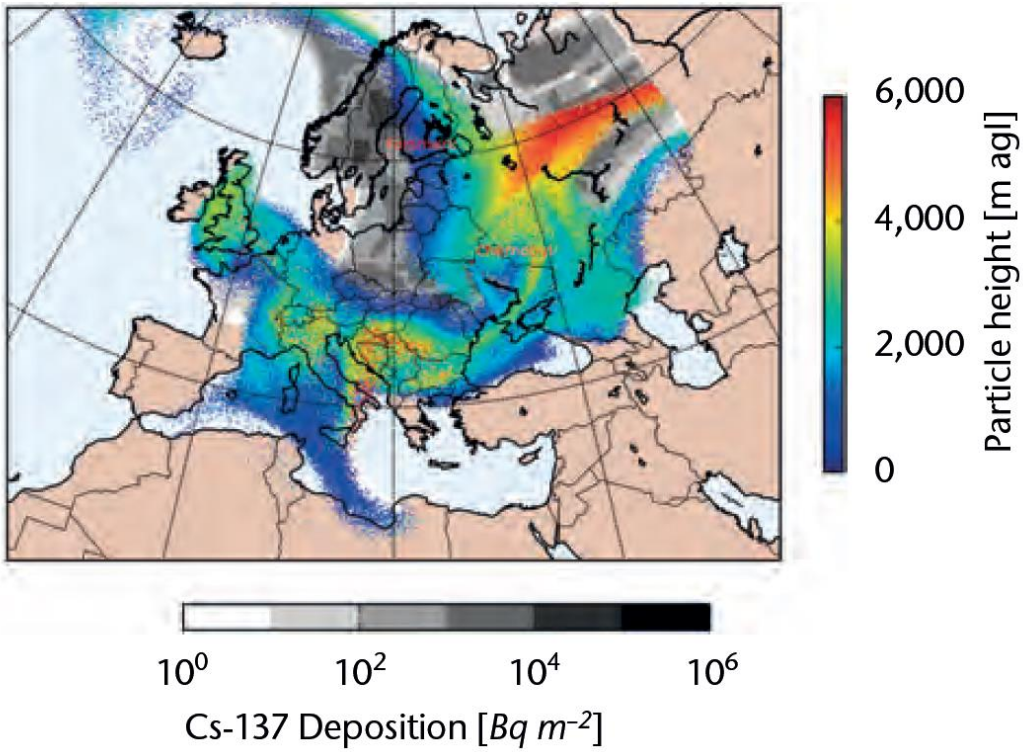 6,000
4,000
2,000
0
Particle height [m agl]
Chernobyl
10⁰
10²
10⁴
10⁶
Cs-137 Deposition [Bq m⁻²]